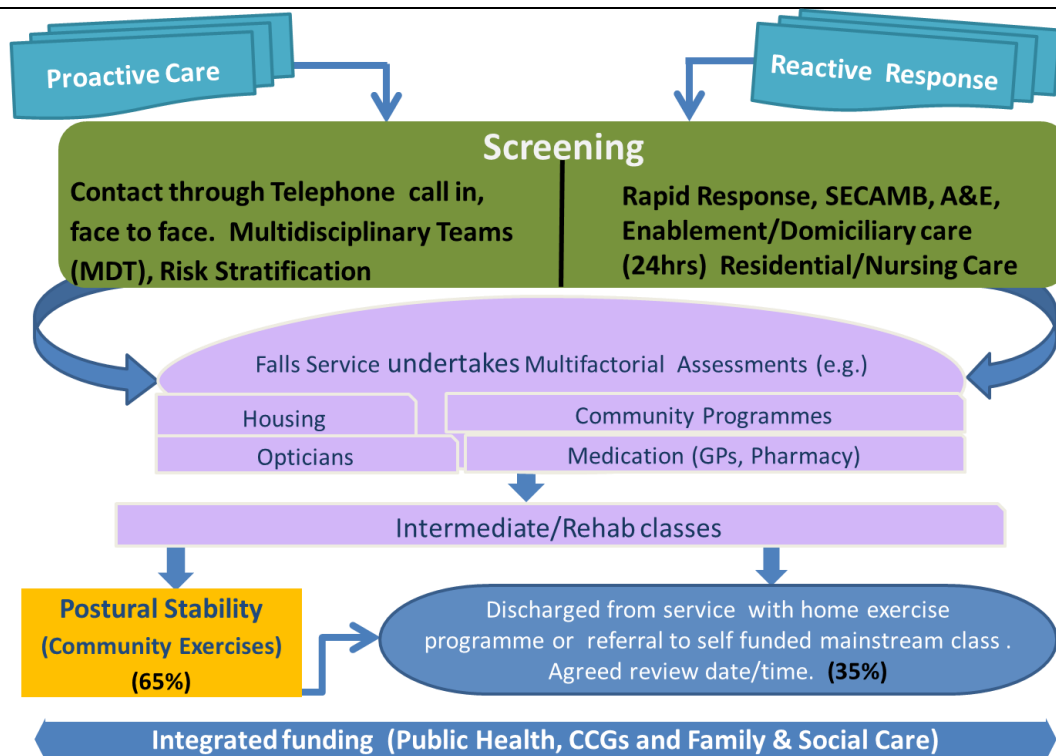 Proactive Care
Reactive Response
Screening
Contact through Telephone call in,
face to face. Multidisciplinary Teams
(MDT), Risk Stratification
Rapid Response, SECAMB, A&E,
Enablement/Domiciliary care
(24hrs) Residential/Nursing Care
Falls Service undertakes Multifactorial Assessments (e.g.)
Housing
Community Programmes
Opticians
Medication (GPs, Pharmacy)
Intermediate/Rehab classes
Postural Stability
(Community Exercises)
(65%)
Discharged from service with home exercise
programme or referral to self funded mainstream class .
Agreed review date/time. (35%)
Integrated funding (Public Health, CCGs and Family & Social Care)